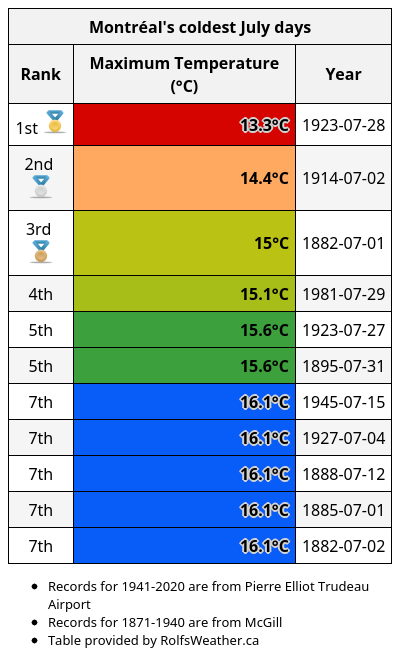 Montréal's coldest July days
Rank Maximum Temperature (°C) Year
1st 13.3°C 1923-07-28
2nd 14.4°C 1914-07-02
3rd 15°C 1882-07-01
4th 15.1°C 1981-07-29
5th 15.6°C 1923-07-27
5th 15.6°C 1895-07-31
7th 16.1°C 1945-07-15
7th 16.1°C 1927-07-04
7th 16.1°C 1888-07-12
7th 16.1°C 1885-07-01
7th 16.1°C 1882-07-02
• Records for 1941-2020 are from Pierre Elliot Trudeau
Airport
• Records for 1871-1940 are from McGill
• Table provided by RolfsWeather.ca